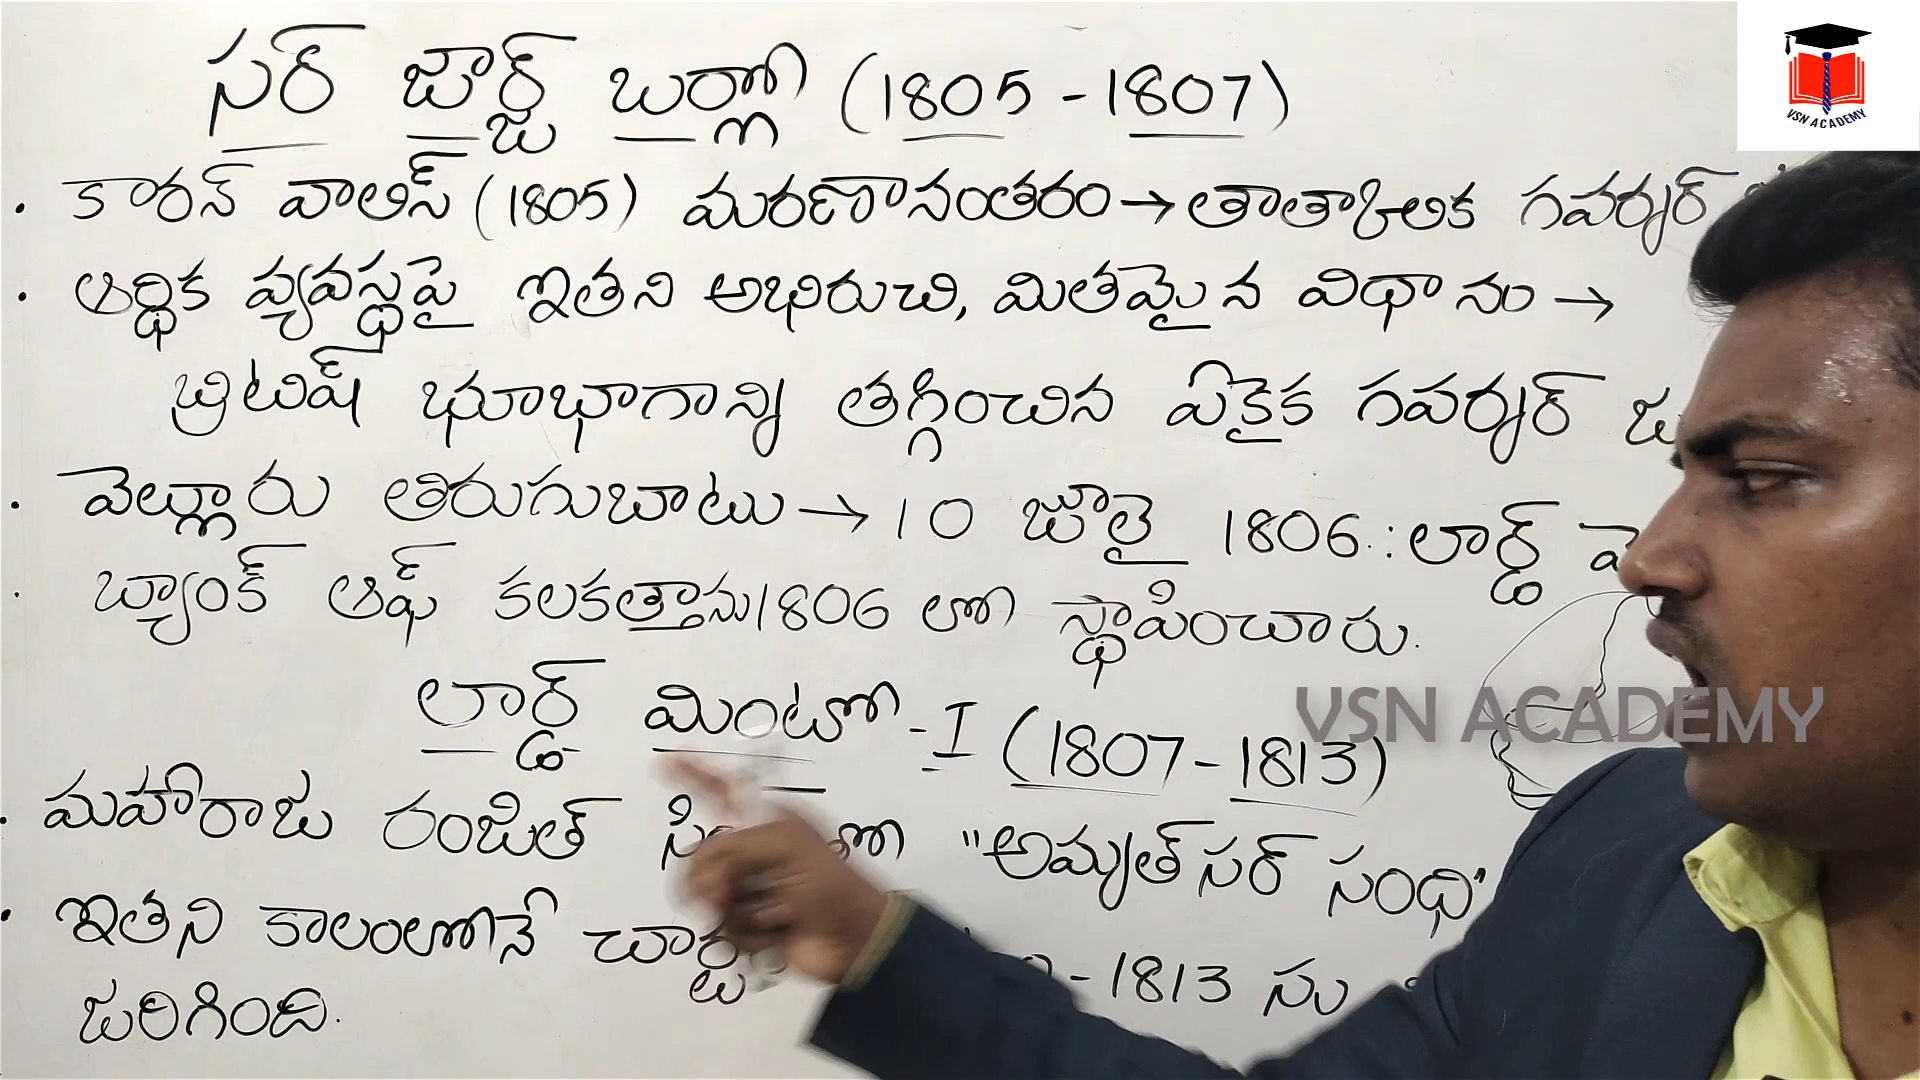 సర్ జార్జ్ బర్లో (1805 - 1807)
VSN ACADEMY
· కారన్ వాలిస్ (1805) మరణానంతరం → తాత్కాలిక గవర్నర్
· ఆర్థిక వ్యవస్థపై ఇతని అభిరుచి, మితమైన విధానం →
బ్రిటిష్ భూభాగాన్ని తగ్గించిన ఏకైక గవర్నర్ జ
· వెల్లూరు తిరుగుబాటు → 10 జూలై 1806 : లార్డ్ వె
· బ్యాంక్ ఆఫ్ కలకత్తాను 1806 లో స్థాపించారు.
లార్డ్ మింటో - I (1807 - 1813)
VSN ACADEMY
· మహారాజు రంజిత్ "అమృత్‌సర్ సంధి"
· ఇతని కాలంలోనే - 1813 ను
జరిగింది.